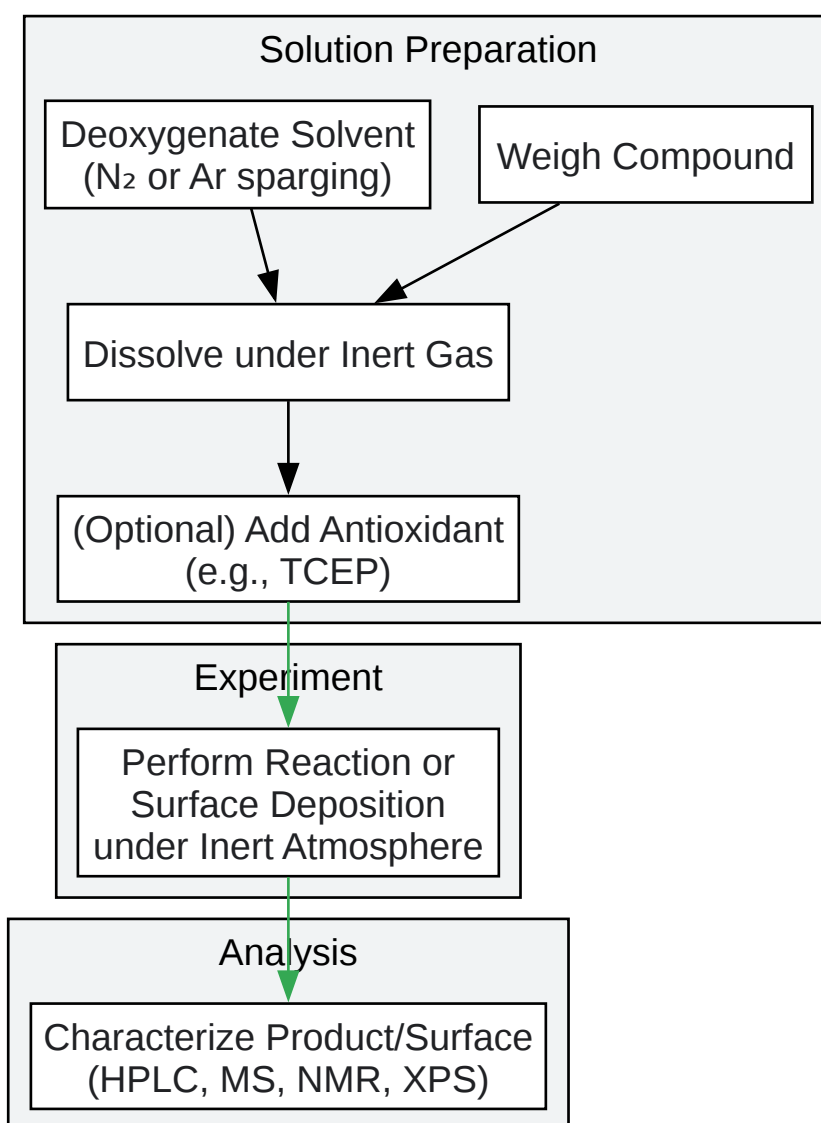 Solution Preparation
Deoxygenate Solvent
(N₂ or Ar sparging)
Weigh Compound
Dissolve under Inert Gas
(Optional) Add Antioxidant
(e.g., TCEP)
Experiment
Perform Reaction or
Surface Deposition
under Inert Atmosphere
Analysis
Characterize Product/Surface
(HPLC, MS, NMR, XPS)